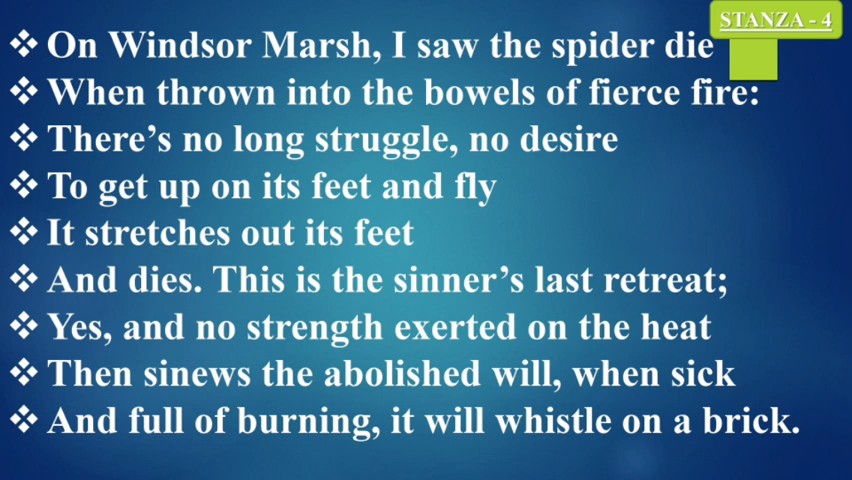 STANZA - 4
❖ On Windsor Marsh, I saw the spider die
❖ When thrown into the bowels of fierce fire:
❖ There’s no long struggle, no desire
❖ To get up on its feet and fly
❖ It stretches out its feet
❖ And dies. This is the sinner’s last retreat;
❖ Yes, and no strength exerted on the heat
❖ Then sinews the abolished will, when sick
❖ And full of burning, it will whistle on a brick.